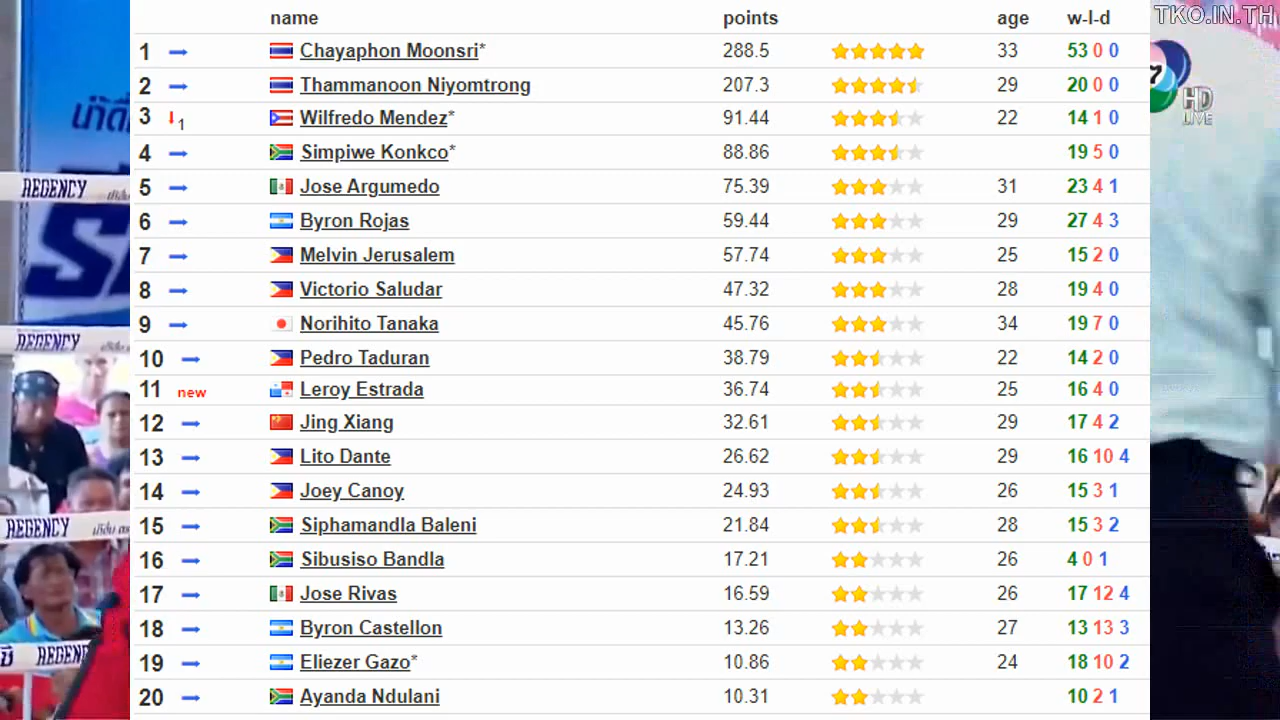 name points age w-l-d
1 Chayaphon Moonsri* 288.5 33 53 0 0
2 Thammanoon Niyomtrong 207.3 29 20 0 0
3 1 Wilfredo Mendez* 91.44 22 14 1 0
4 Simpiwe Konkco* 88.86 19 5 0
5 Jose Argumedo 75.39 31 23 4 1
6 Byron Rojas 59.44 29 27 4 3
7 Melvin Jerusalem 57.74 25 15 2 0
8 Victorio Saludar 47.32 28 19 4 0
9 Norihito Tanaka 45.76 34 19 7 0
10 Pedro Taduran 38.79 22 14 2 0
11 new Leroy Estrada 36.74 25 16 4 0
12 Jing Xiang 32.61 29 17 4 2
13 Lito Dante 26.62 29 16 10 4
14 Joey Canoy 24.93 26 15 3 1
15 Siphamandla Baleni 21.84 28 15 3 2
16 Sibusiso Bandla 17.21 26 4 0 1
17 Jose Rivas 16.59 26 17 12 4
18 Byron Castellon 13.26 27 13 13 3
19 Eliezer Gazo* 10.86 24 18 10 2
20 Ayanda Ndulani 10.31 10 2 1
TKO.IN.TH
7
HD
LIVE
REGENCY
REGENCY
REGENCY
REGENC